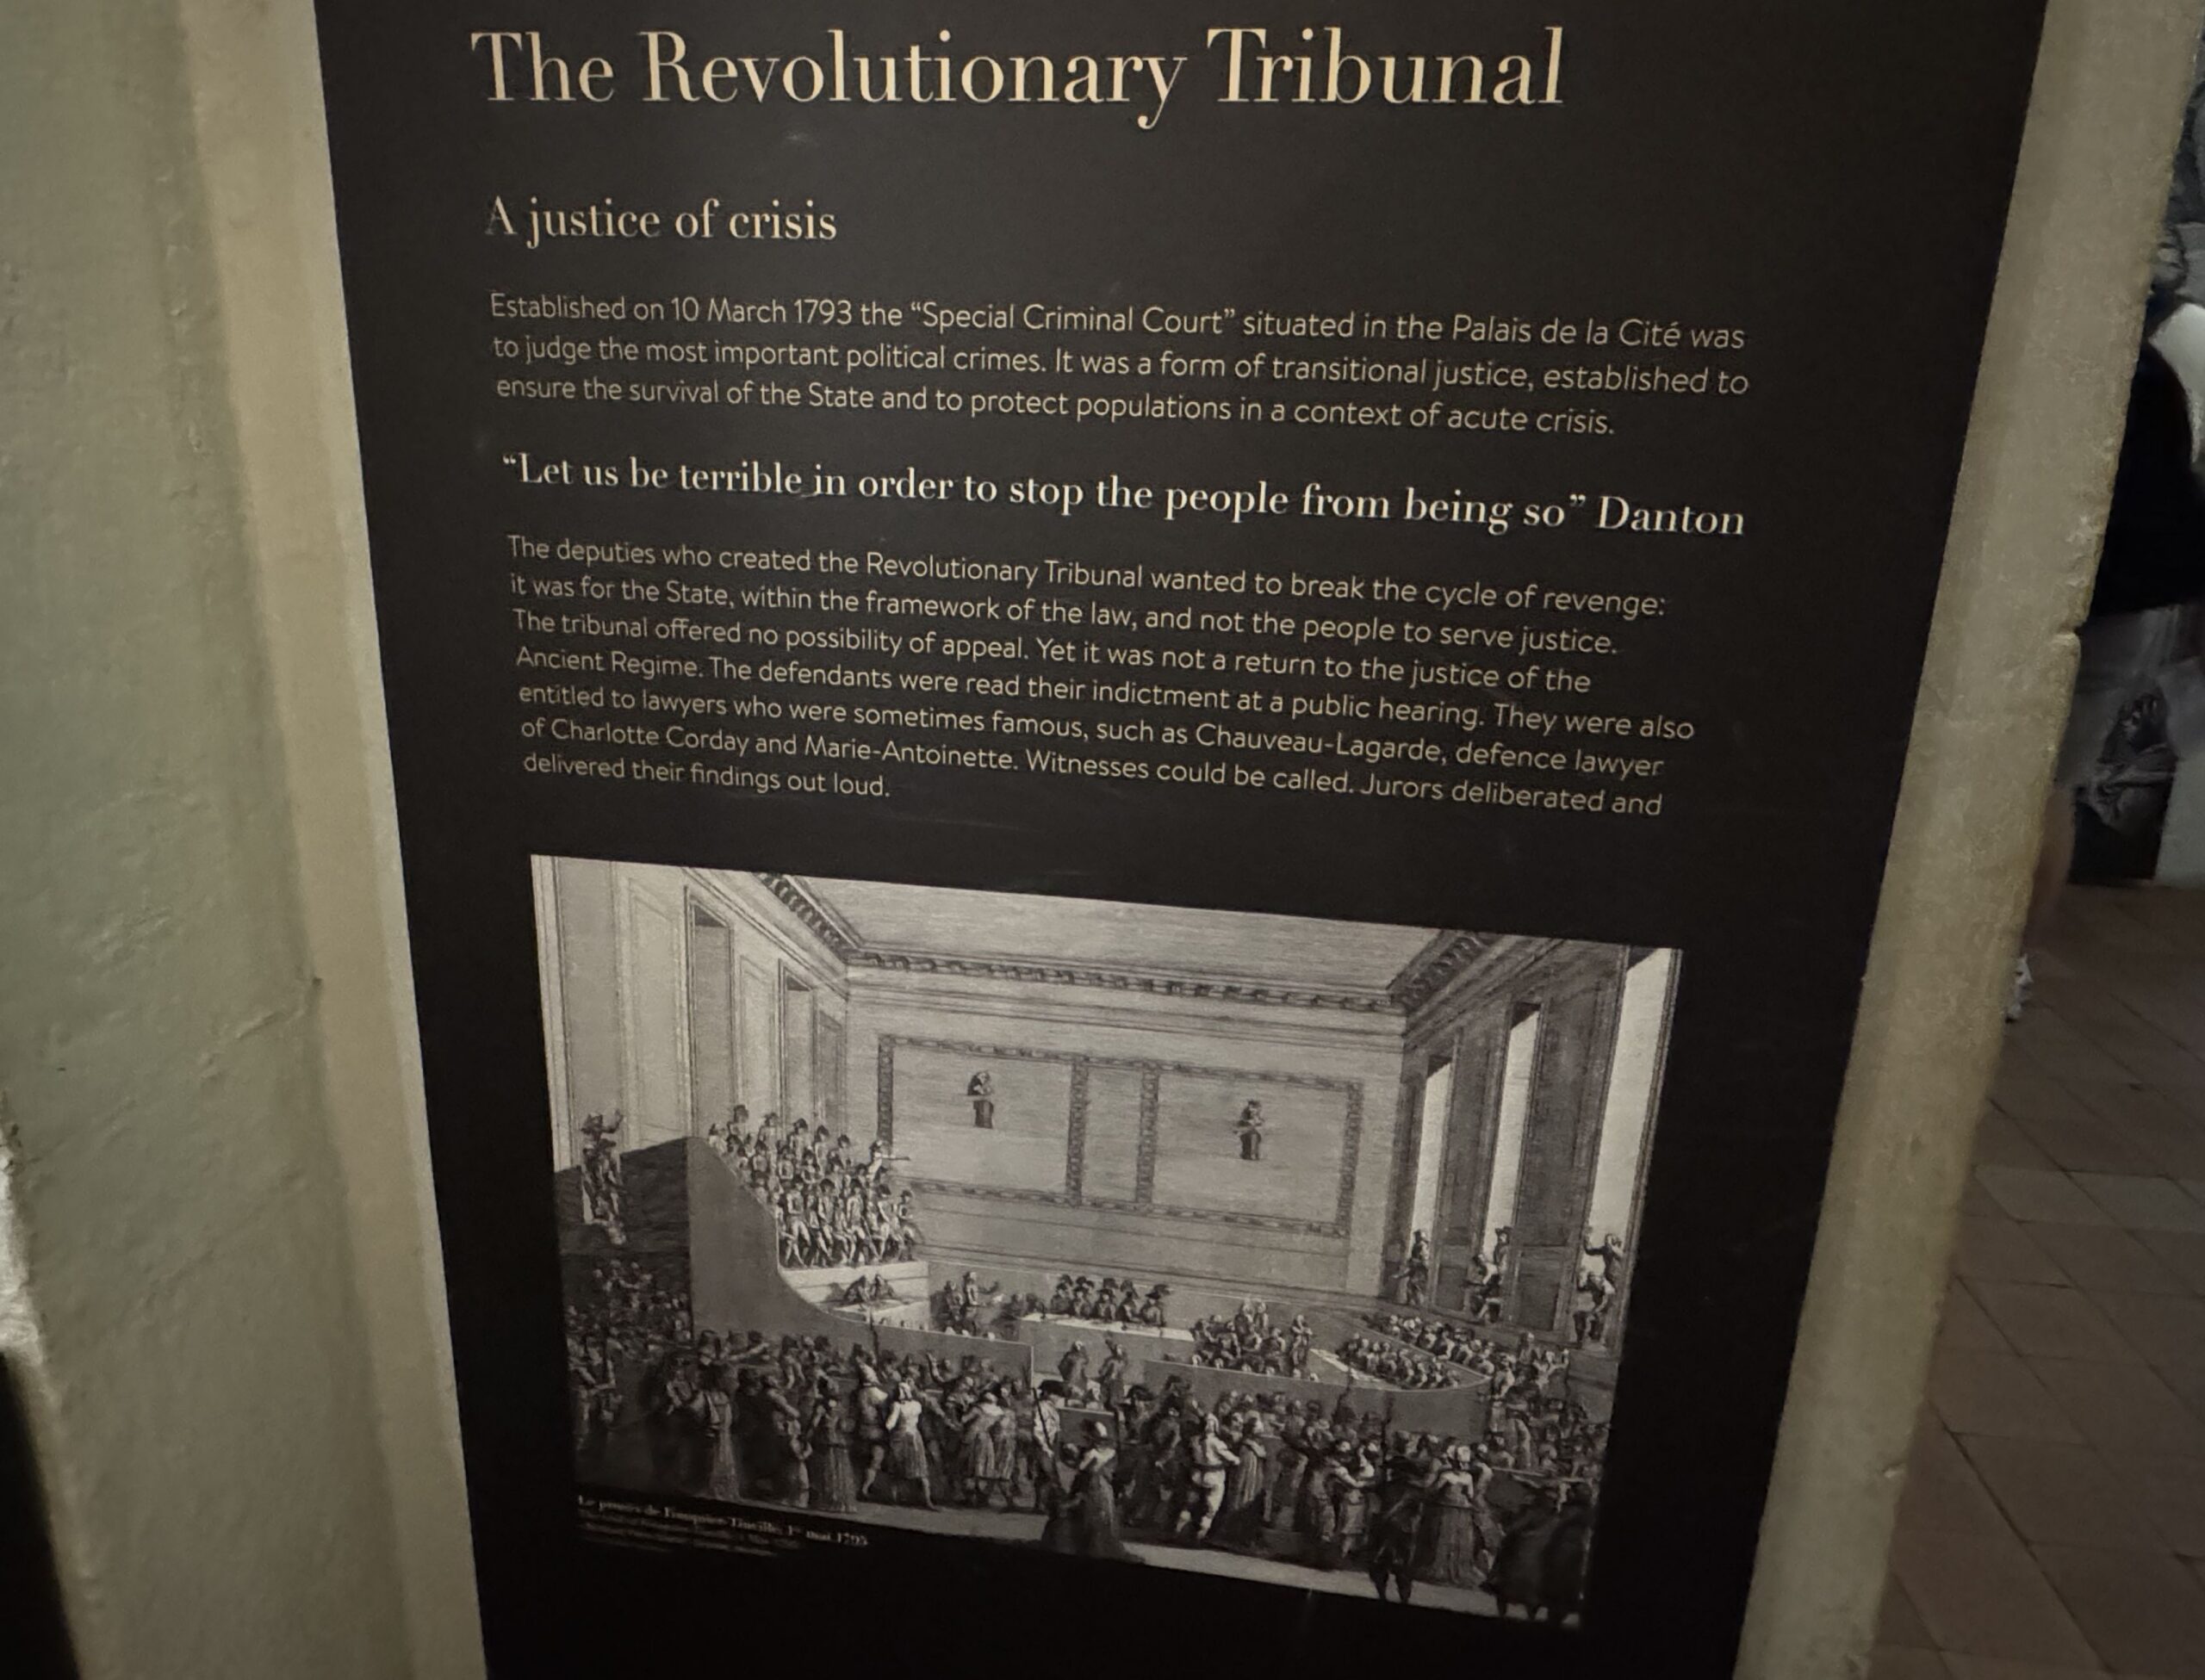 The Revolutionary Tribunal
A justice of crisis
Established on 10 March 1793 the “Special Criminal Court” situated in the Palais de la Cité was
to judge the most important political crimes. It was a form of transitional justice, established to
ensure the survival of the State and to protect populations in a context of acute crisis.
“Let us be terrible in order to stop the people from being so” Danton
The deputies who created the Revolutionary Tribunal wanted to break the cycle of revenge:
it was for the State, within the framework of the law, and not the people to serve justice.
The tribunal offered no possibility of appeal. Yet it was not a return to the justice of the
Ancient Regime. The defendants were read their indictment at a public hearing. They were also
entitled to lawyers who were sometimes famous, such as Chauveau-Lagarde, defence lawyer
of Charlotte Corday and Marie-Antoinette. Witnesses could be called. Jurors deliberated and
delivered their findings out loud.
Le procès de Fouquier-Tinville, 1er mai 1795